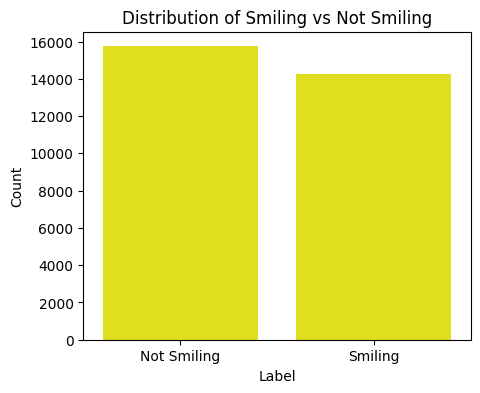 Distribution of Smiling vs Not Smiling
16000
14000
12000
10000
8000
6000
4000
2000
0
Count
Not Smiling
Smiling
Label